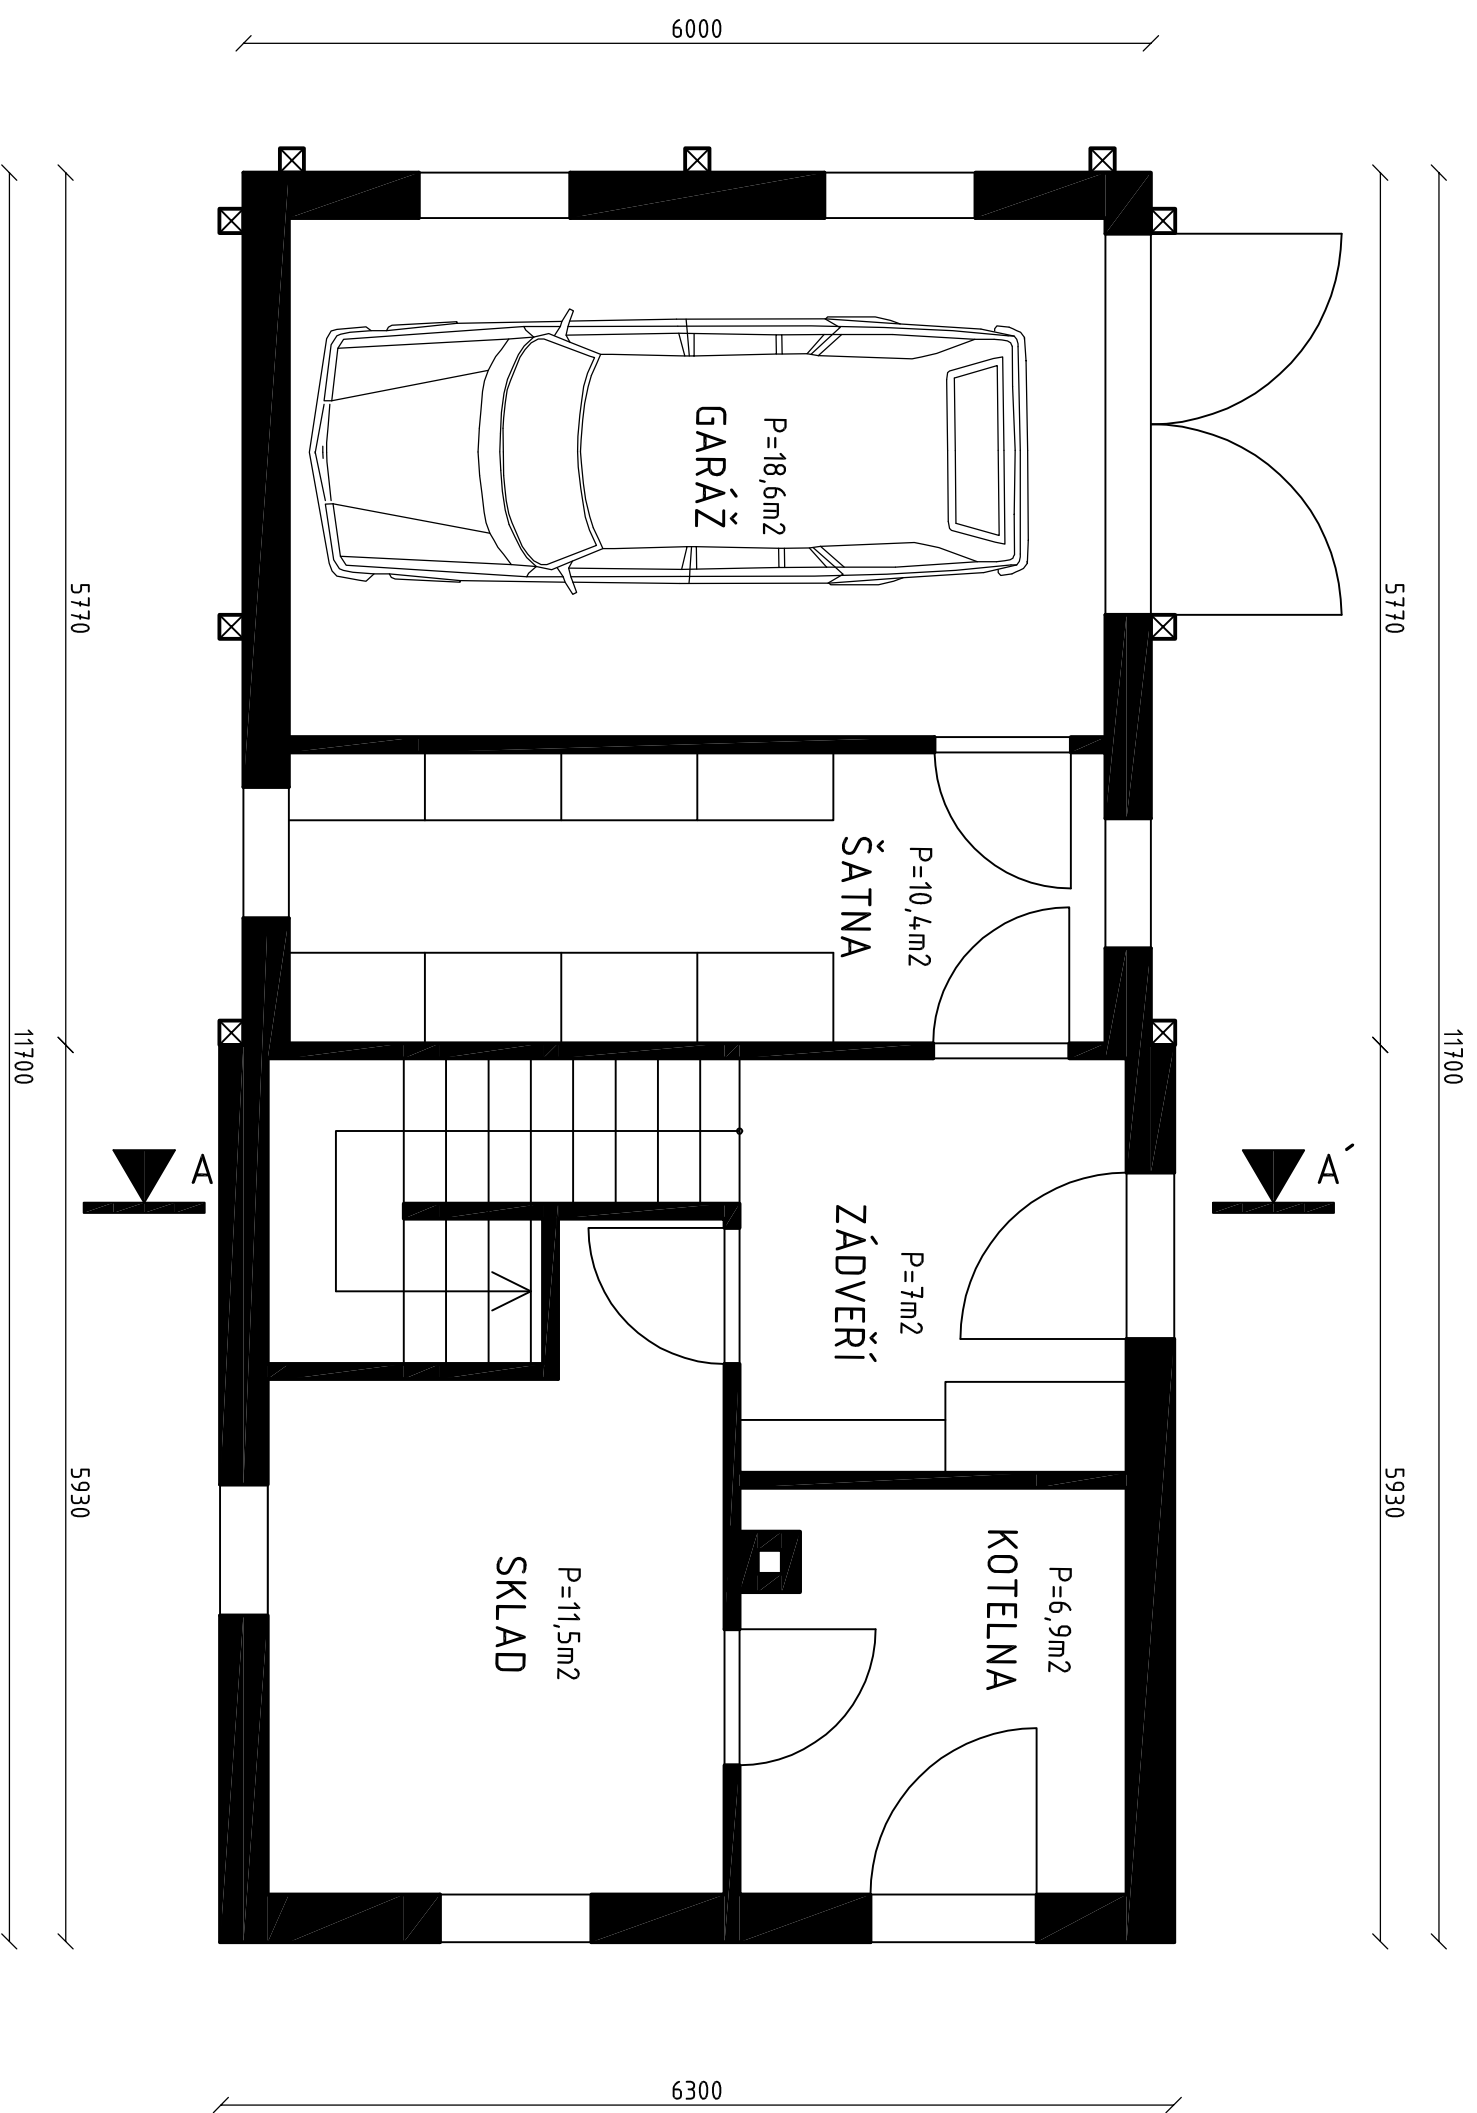 6000
5770
5770
P=18,6m2
GARÁŽ
P=10,4m2
ŠATNA
11700
11700
A
A´
P=7m2
ZÁDVEŘÍ
5930
5930
P=11,5m2
SKLAD
P=6,9m2
KOTELNA
6300